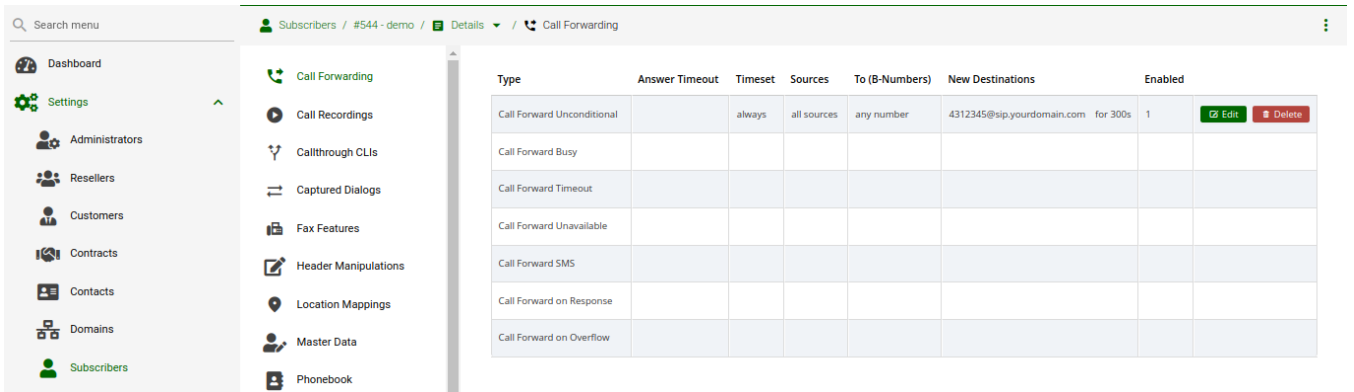 Search menu
Dashboard
Settings
Administrators
Resellers
Customers
Contracts
Contacts
Domains
Subscribers
Subscribers / #544 - demo / Details / Call Forwarding
Call Forwarding
Call Recordings
Callthrough CLIs
Captured Dialogs
Fax Features
Header Manipulations
Location Mappings
Master Data
Phonebook
Type Answer Timeout Timeset Sources To (B-Numbers) New Destinations Enabled
Call Forward Unconditional always all sources any number 4312345@sip.yourdomain.com for 300s 1 Edit Delete
Call Forward Busy
Call Forward Timeout
Call Forward Unavailable
Call Forward SMS
Call Forward on Response
Call Forward on Overflow